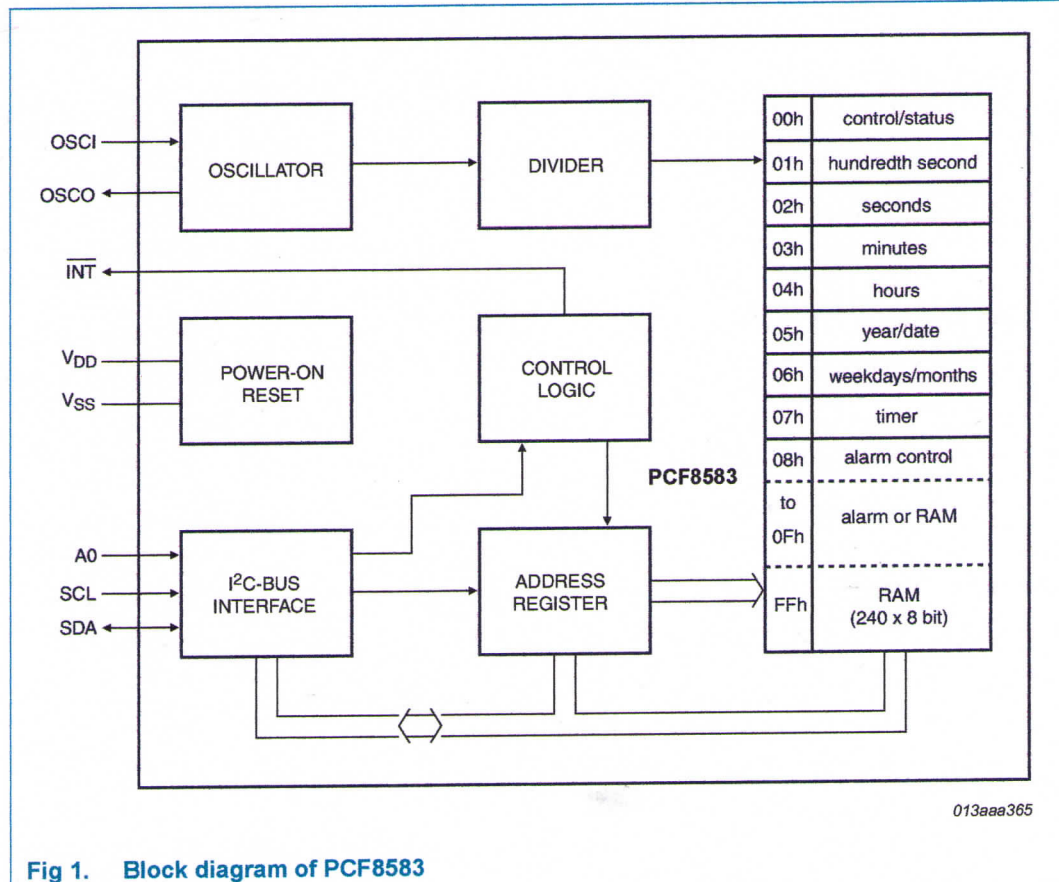 OSCI
OSCO
INT
VDD
VSS
A0
SCL
SDA
OSCILLATOR
DIVIDER
POWER-ON
RESET
CONTROL
LOGIC
PCF8583
I²C-BUS
INTERFACE
ADDRESS
REGISTER
00h control/status
01h hundredth second
02h seconds
03h minutes
04h hours
05h year/date
06h weekdays/months
07h timer
08h alarm control
to
0Fh
alarm or RAM
FFh
RAM
(240 x 8 bit)
013aaa365
Fig 1. Block diagram of PCF8583